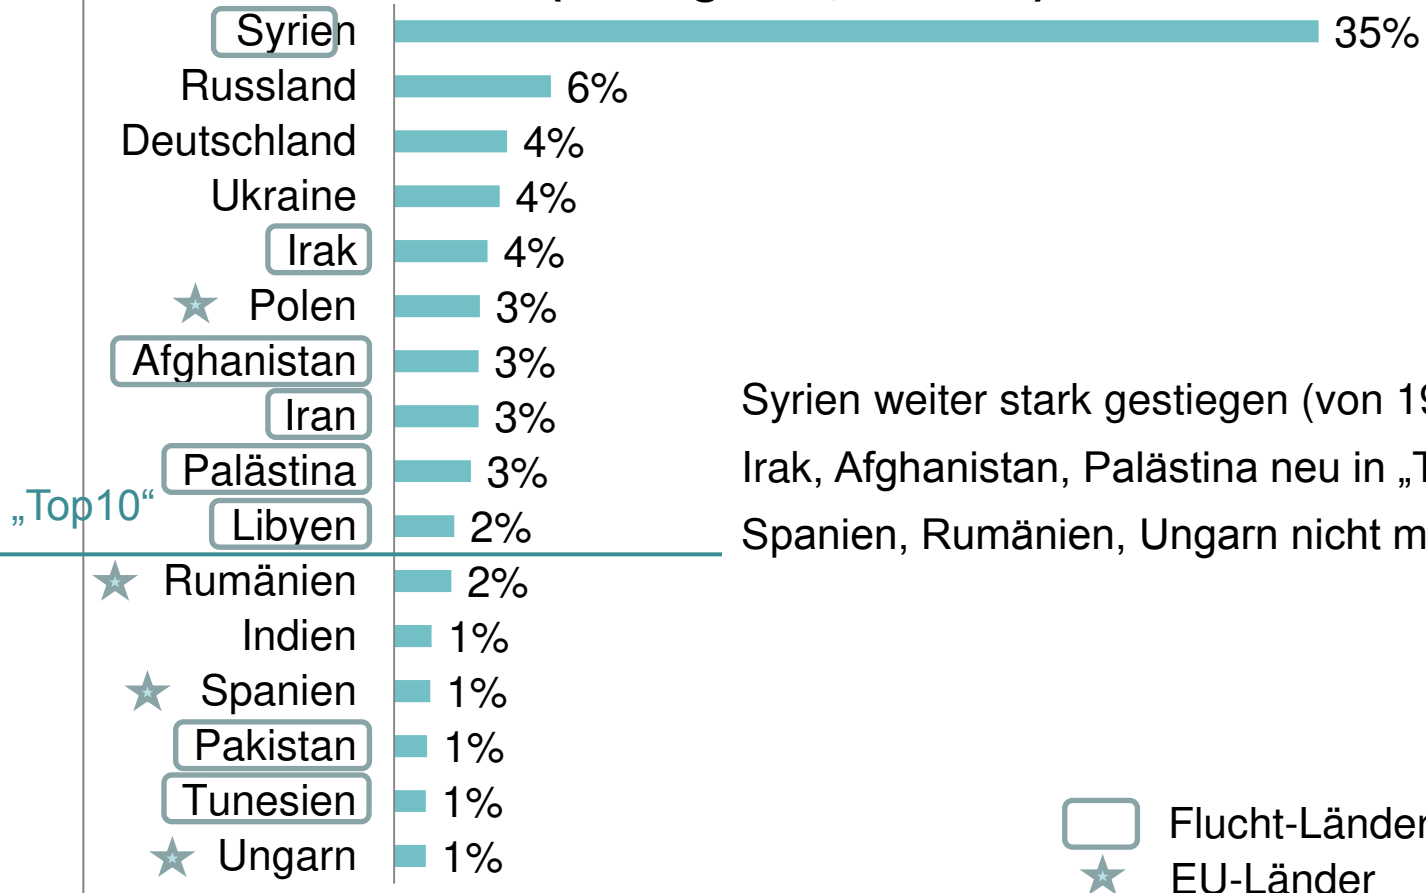 Syrien 35%
Russland 6%
Deutschland 4%
Ukraine 4%
Irak 4%
Polen 3%
Afghanistan 3%
Iran 3%
Palästina 3%
„Top10“
Libyen 2%
Rumänien 2%
Indien 1%
Spanien 1%
Pakistan 1%
Tunesien 1%
Ungarn 1%
Syrien weiter stark gestiegen (von
Irak, Afghanistan, Palästina neu in
Spanien, Rumänien, Ungarn nicht
Flucht-Länder
EU-Länder